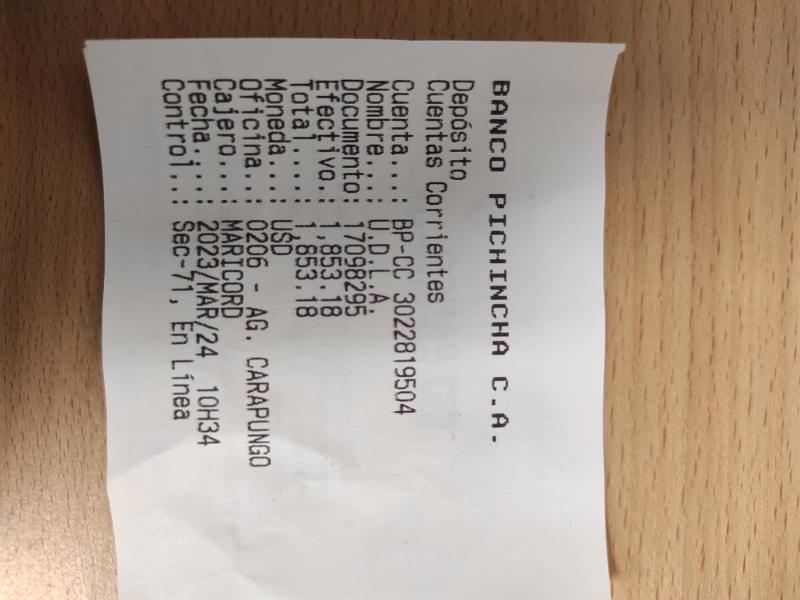 BANCO PICHINCHA C.A.
Depósito
Cuentas Corrientes
Cuenta...: BP-CC 3022819504
Nombre...: U.D.L.A.
Documento: 17098295
Efectivo.: 1,853.18
Total....: 1,853.18
Moneda...: USD
Oficina..: 0206 - AG. CARAPUNGO
Cajero...: MARICORD
Fecha....: 2023/MAR/24 10H34
Control..: Sec-71, En Línea